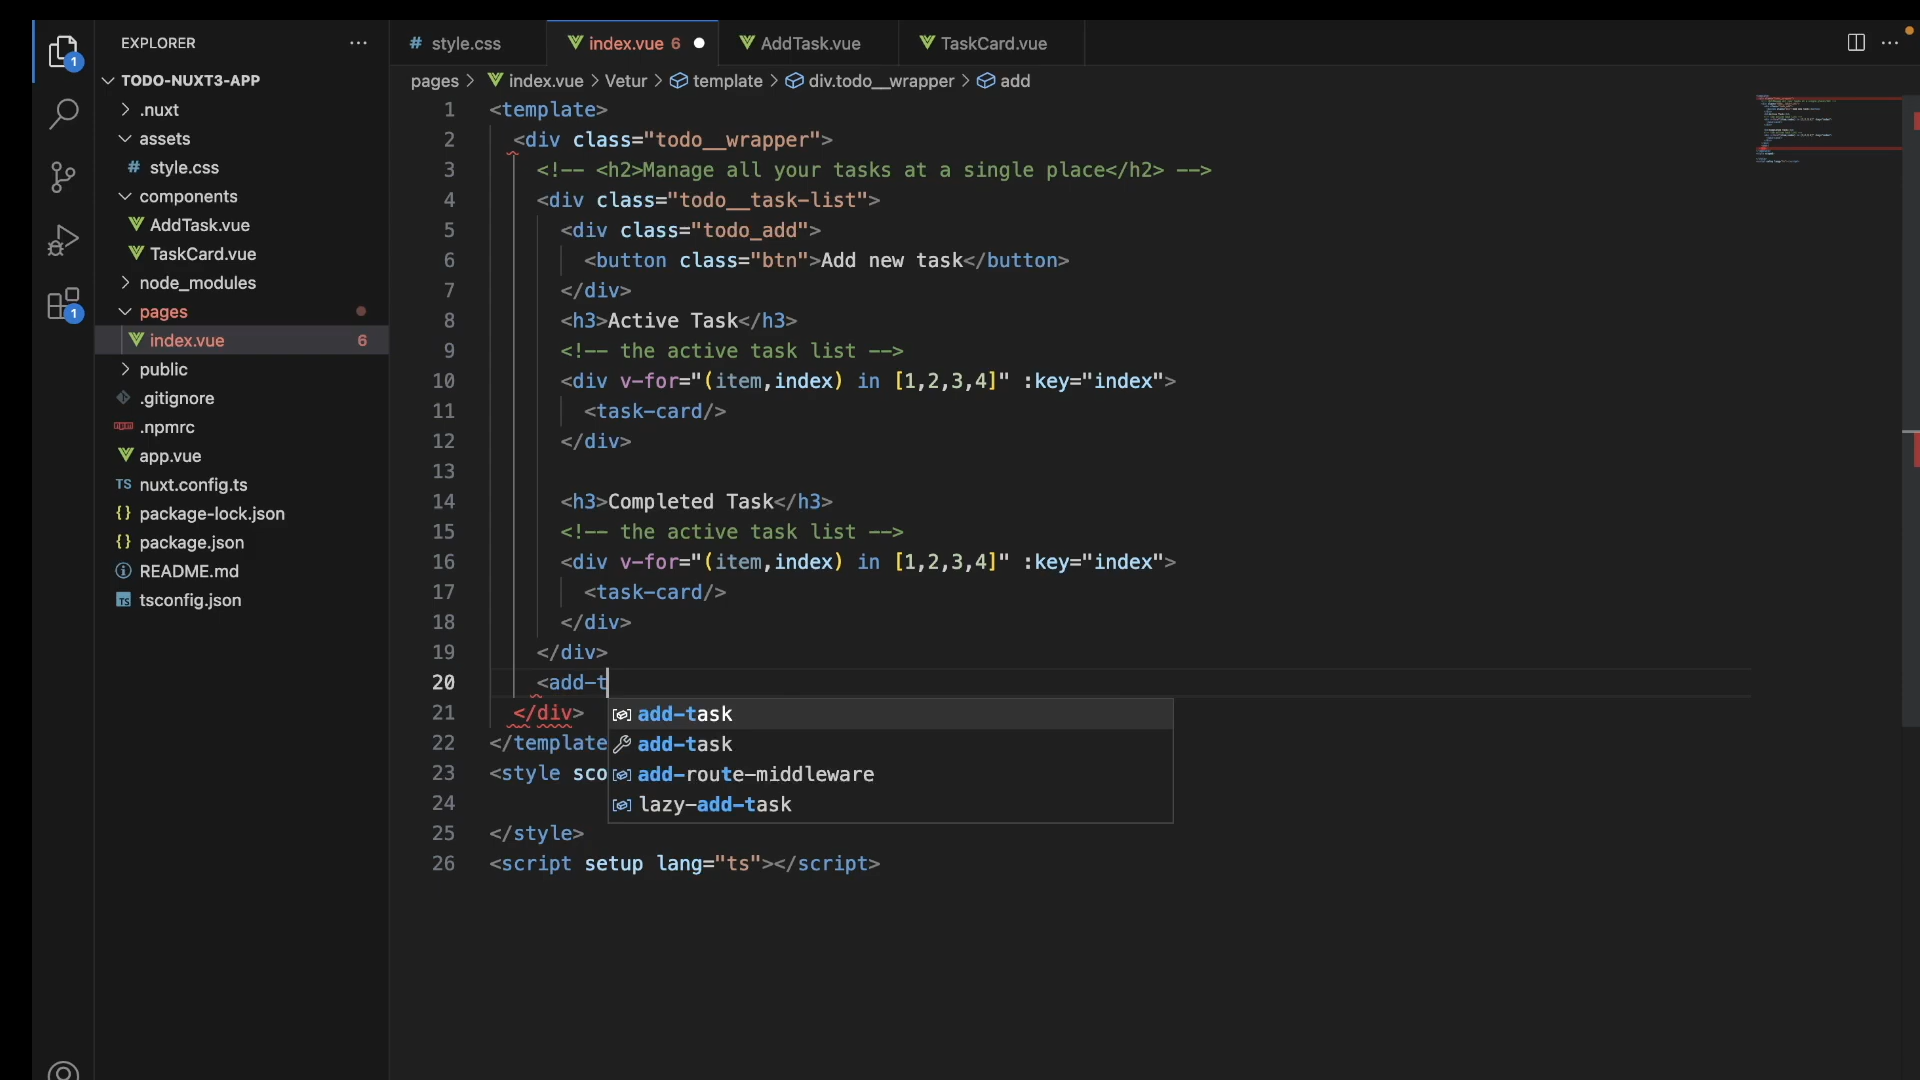 EXPLORER
TODO-NUXT3-APP
.nuxt
assets
# style.css
components
AddTask.vue
TaskCard.vue
node_modules
pages
index.vue 6
public
.gitignore
.npmrc
app.vue
TS nuxt.config.ts
{} package-lock.json
{} package.json
README.md
TS tsconfig.json
1
1
# style.css
index.vue 6
AddTask.vue
TaskCard.vue
pages > index.vue > Vetur > template > div.todo__wrapper > add
1 <template>
2 <div class="todo__wrapper">
3 <!-- <h2>Manage all your tasks at a single place</h2> -->
4 <div class="todo__task-list">
5 <div class="todo_add">
6 <button class="btn">Add new task</button>
7 </div>
8 <h3>Active Task</h3>
9 <!-- the active task list -->
10 <div v-for="(item,index) in [1,2,3,4]" :key="index">
11 <task-card/>
12 </div>
13
14 <h3>Completed Task</h3>
15 <!-- the active task list -->
16 <div v-for="(item,index) in [1,2,3,4]" :key="index">
17 <task-card/>
18 </div>
19 </div>
20 <add-t
21 </div>
22 </template
23 <style sco
24
25 </style>
26 <script setup lang="ts"></script>
add-task
add-task
add-route-middleware
lazy-add-task